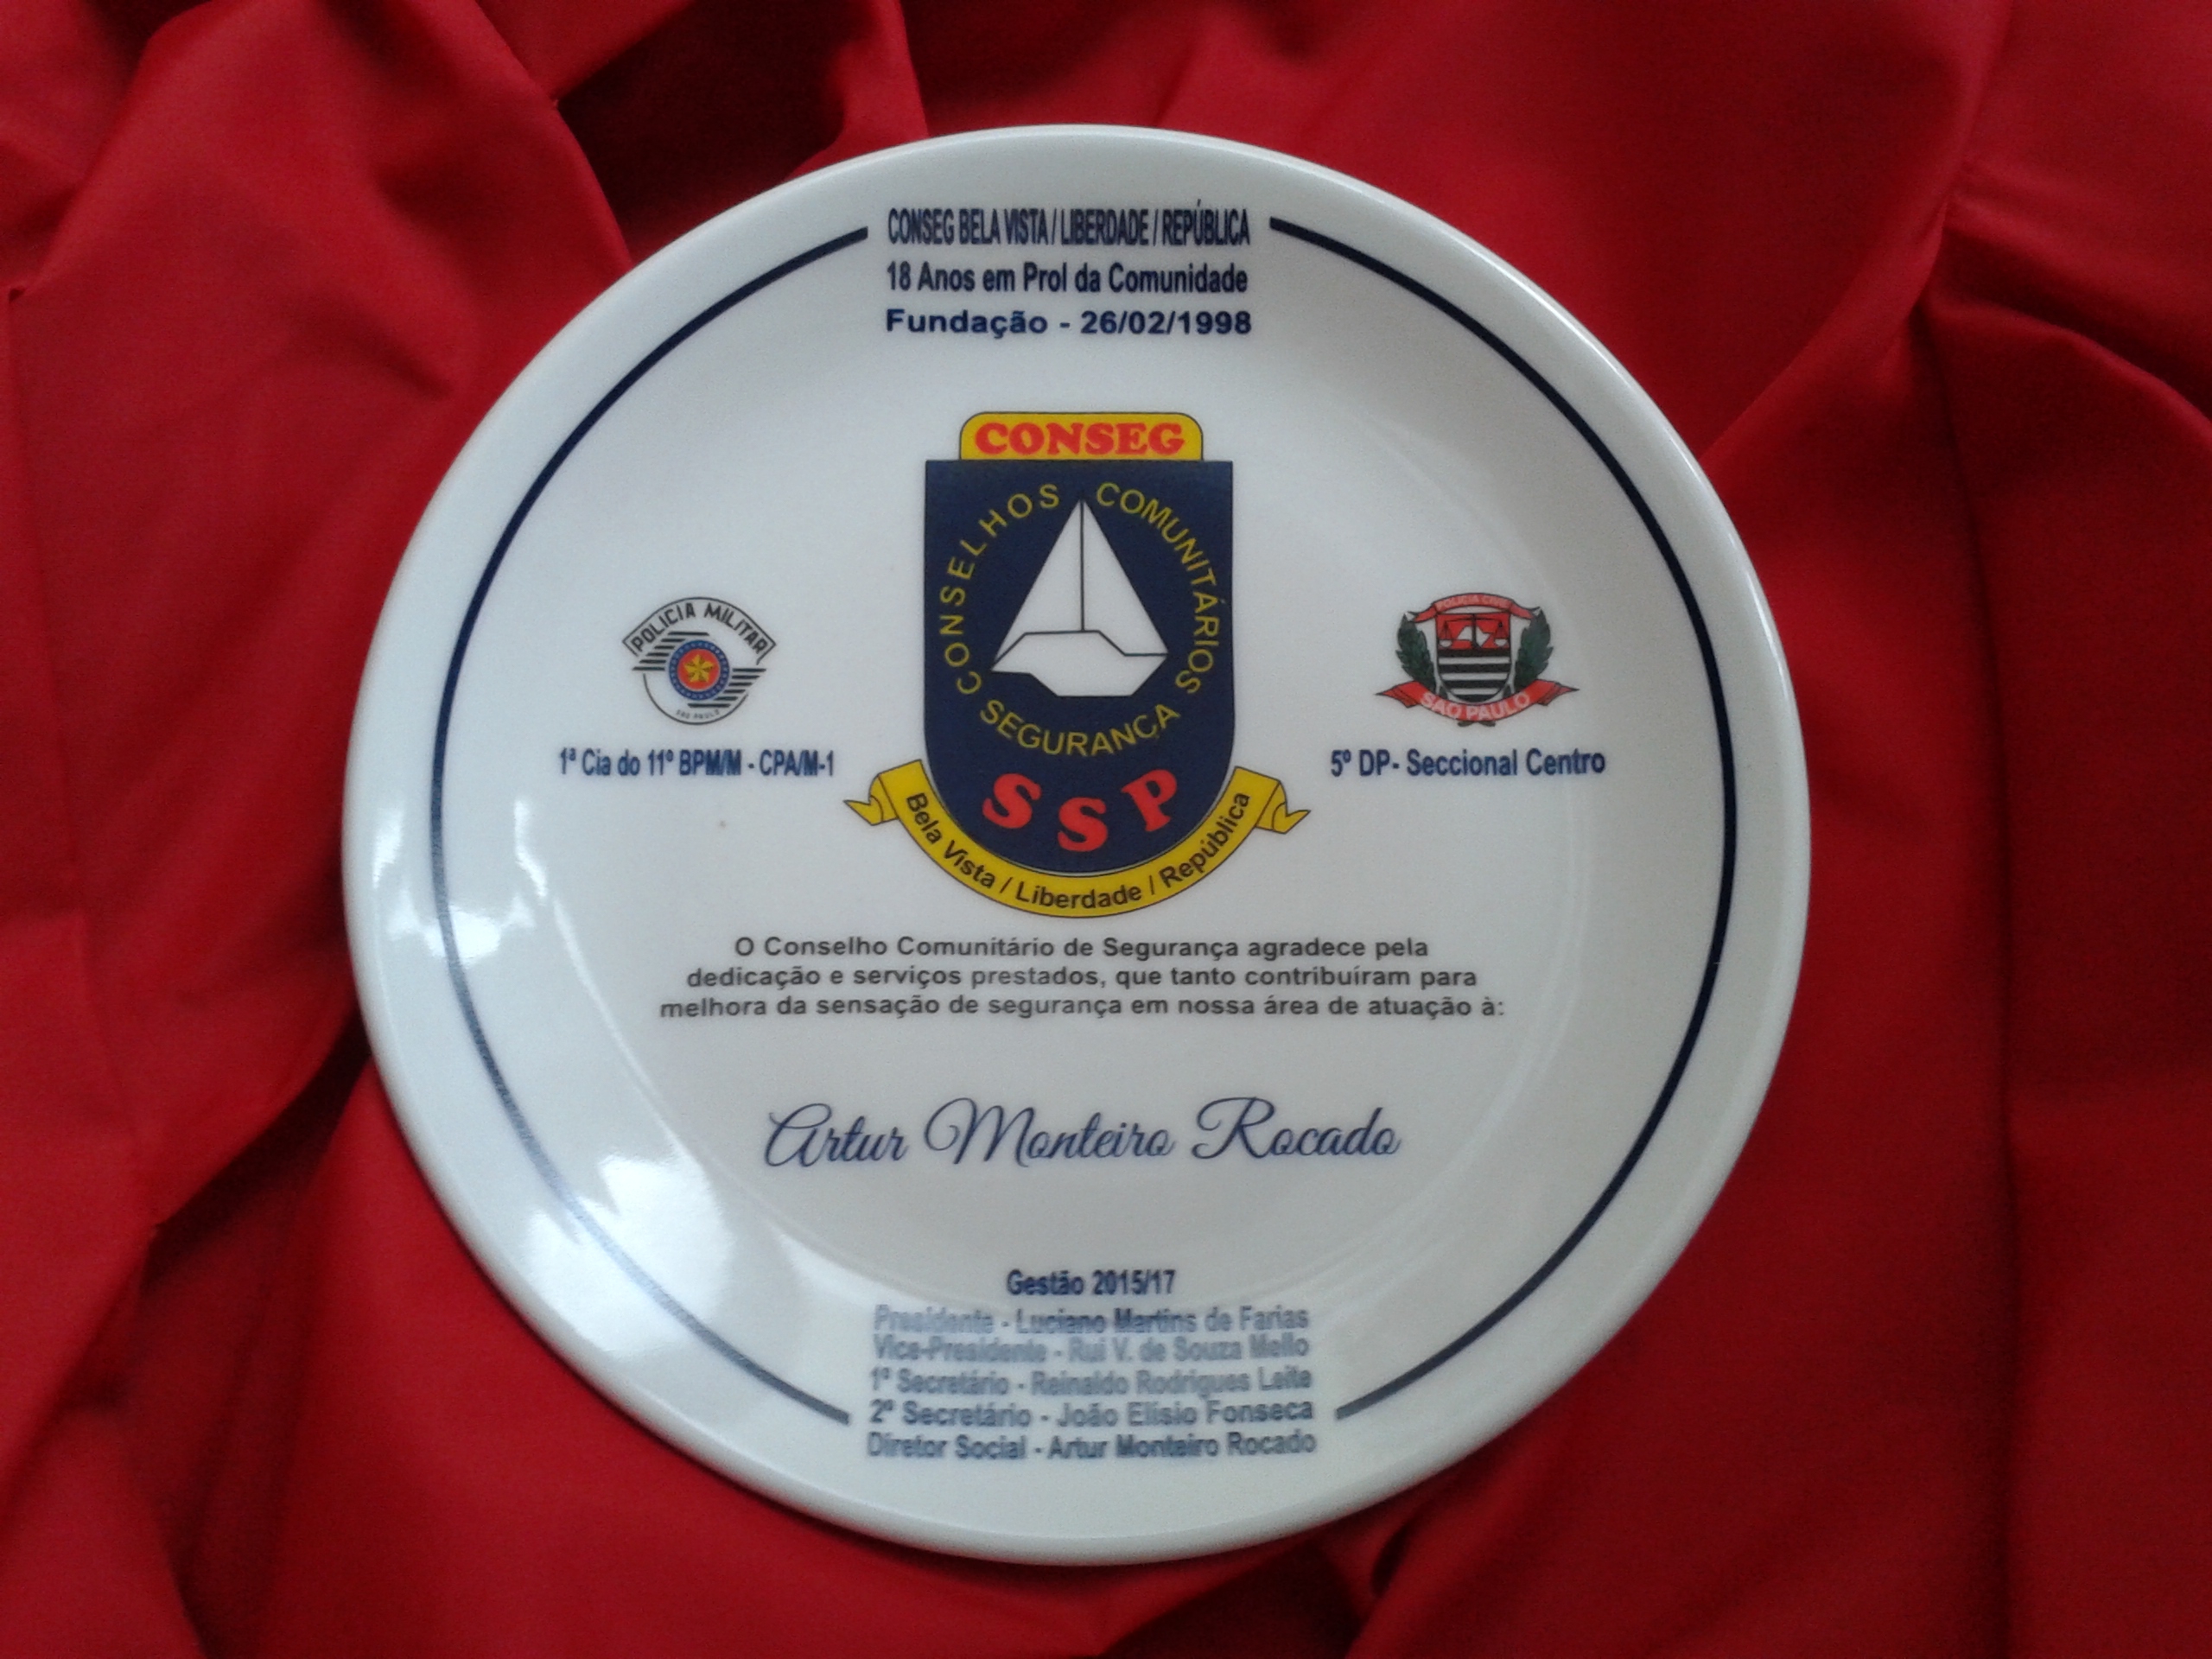 CONSEG BELA VISTA / LIBERDADE / REPÚBLICA
18 Anos em Prol da Comunidade
Fundação - 26/02/1998
CONSEG
CONSELHOS COMUNITÁRIOS
SEGURANÇA
SSP
Bela Vista / Liberdade / República
POLICIA MILITAR
SÃO PAULO
1ª Cia do 11º BPM/M - CPA/M-1
POLICIA CIVIL
SÃO PAULO
5º DP- Seccional Centro
O Conselho Comunitário de Segurança agradece pela
dedicação e serviços prestados, que tanto contribuíram para
melhora da sensação de segurança em nossa área de atuação à:
Artur Monteiro Rocado
Gestão 2015/17
Presidente - Luciano Martins de Farias
Vice-Presidente - Rui V. de Souza Mello
1º Secretário - Reinaldo Rodrigues Leite
2º Secretário - João Elísio Fonseca
Diretor Social - Artur Monteiro Rocado